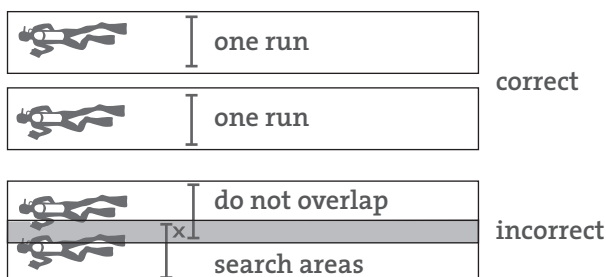 one run
correct
one run
do not overlap
x
incorrect
search areas